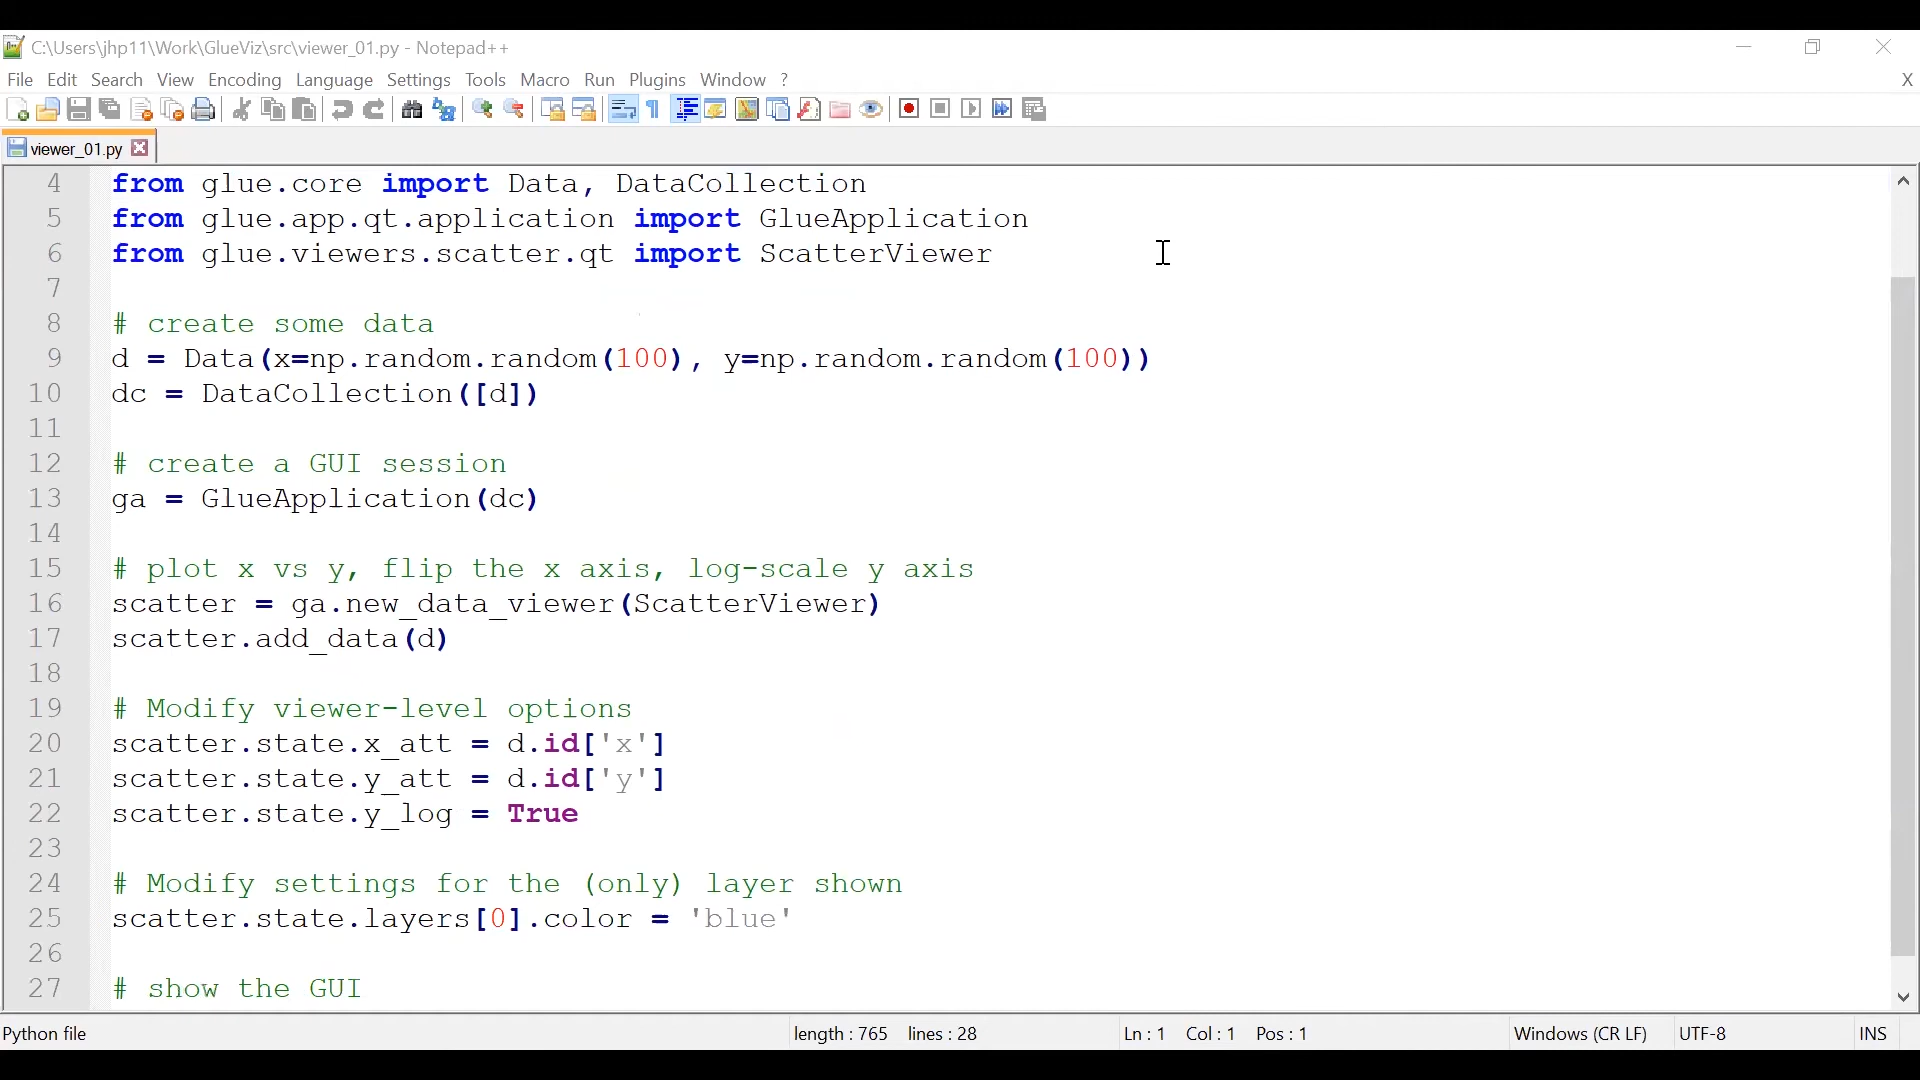 C:\Users\jhp11\Work\GlueViz\src\viewer_01.py - Notepad++
File Edit Search View Encoding Language Settings Tools Macro Run Plugins Window ? X
viewer_01.py
4 from glue.core import Data, DataCollection
5 from glue.app.qt.application import GlueApplication
6 from glue.viewers.scatter.qt import ScatterViewer
7
8 # create some data
9 d = Data(x=np.random.random(100), y=np.random.random(100))
10 dc = DataCollection([d])
11
12 # create a GUI session
13 ga = GlueApplication(dc)
14
15 # plot x vs y, flip the x axis, log-scale y axis
16 scatter = ga.new_data_viewer(ScatterViewer)
17 scatter.add_data(d)
18
19 # Modify viewer-level options
20 scatter.state.x_att = d.id['x']
21 scatter.state.y_att = d.id['y']
22 scatter.state.y_log = True
23
24 # Modify settings for the (only) layer shown
25 scatter.state.layers[0].color = 'blue'
26
27 # show the GUI
Python file length : 765 lines : 28 Ln : 1 Col : 1 Pos : 1 Windows (CR LF) UTF-8 INS